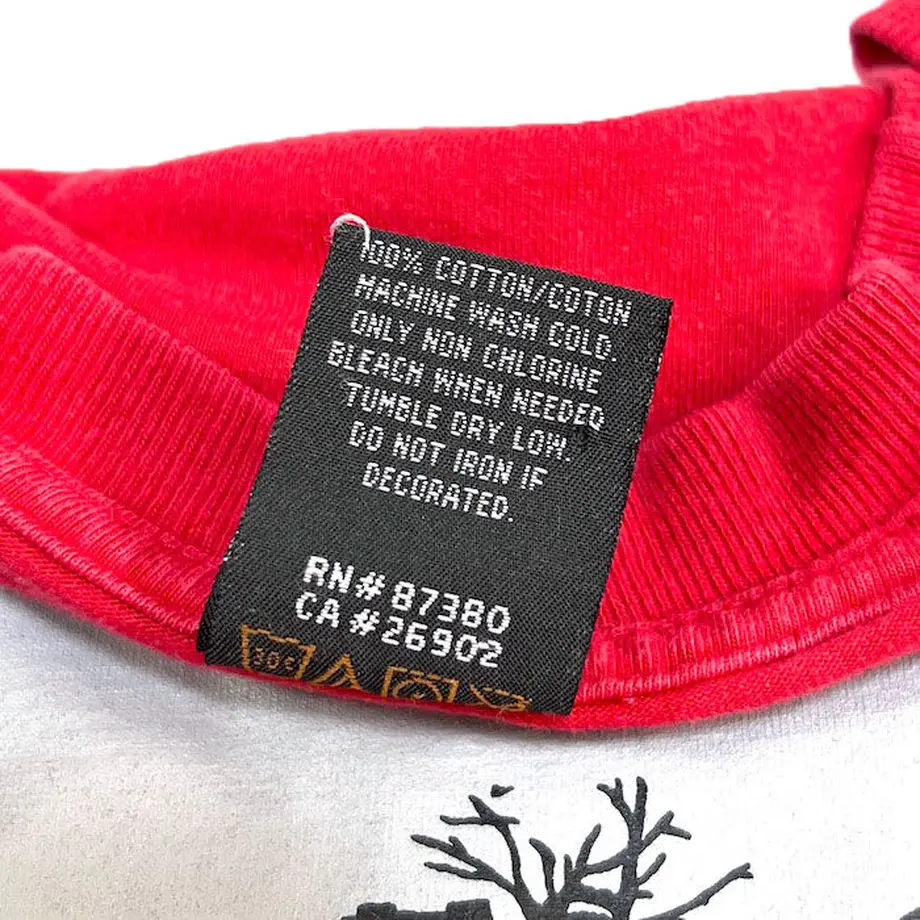 100% COTTON/COTON
MACHINE WASH COLD.
ONLY NON CHLORINE
BLEACH WHEN NEEDED
TUMBLE DRY LOW.
DO NOT IRON IF
DECORATED.
RN# 87380
CA #26902
30c